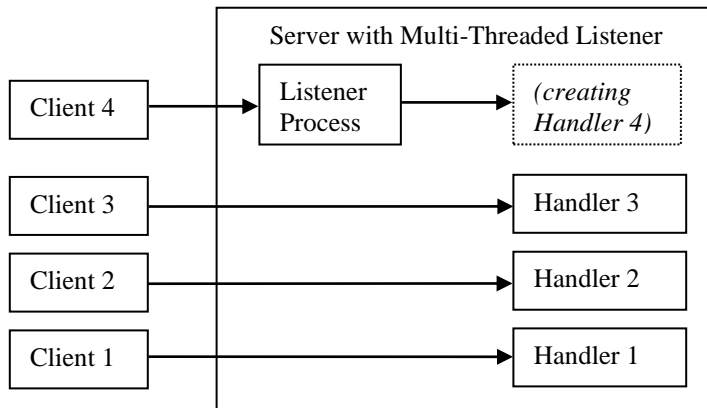 Server with Multi-Threaded Listener
Client 4
Listener
Process
(creating
Handler 4)
Client 3
Handler 3
Client 2
Handler 2
Client 1
Handler 1